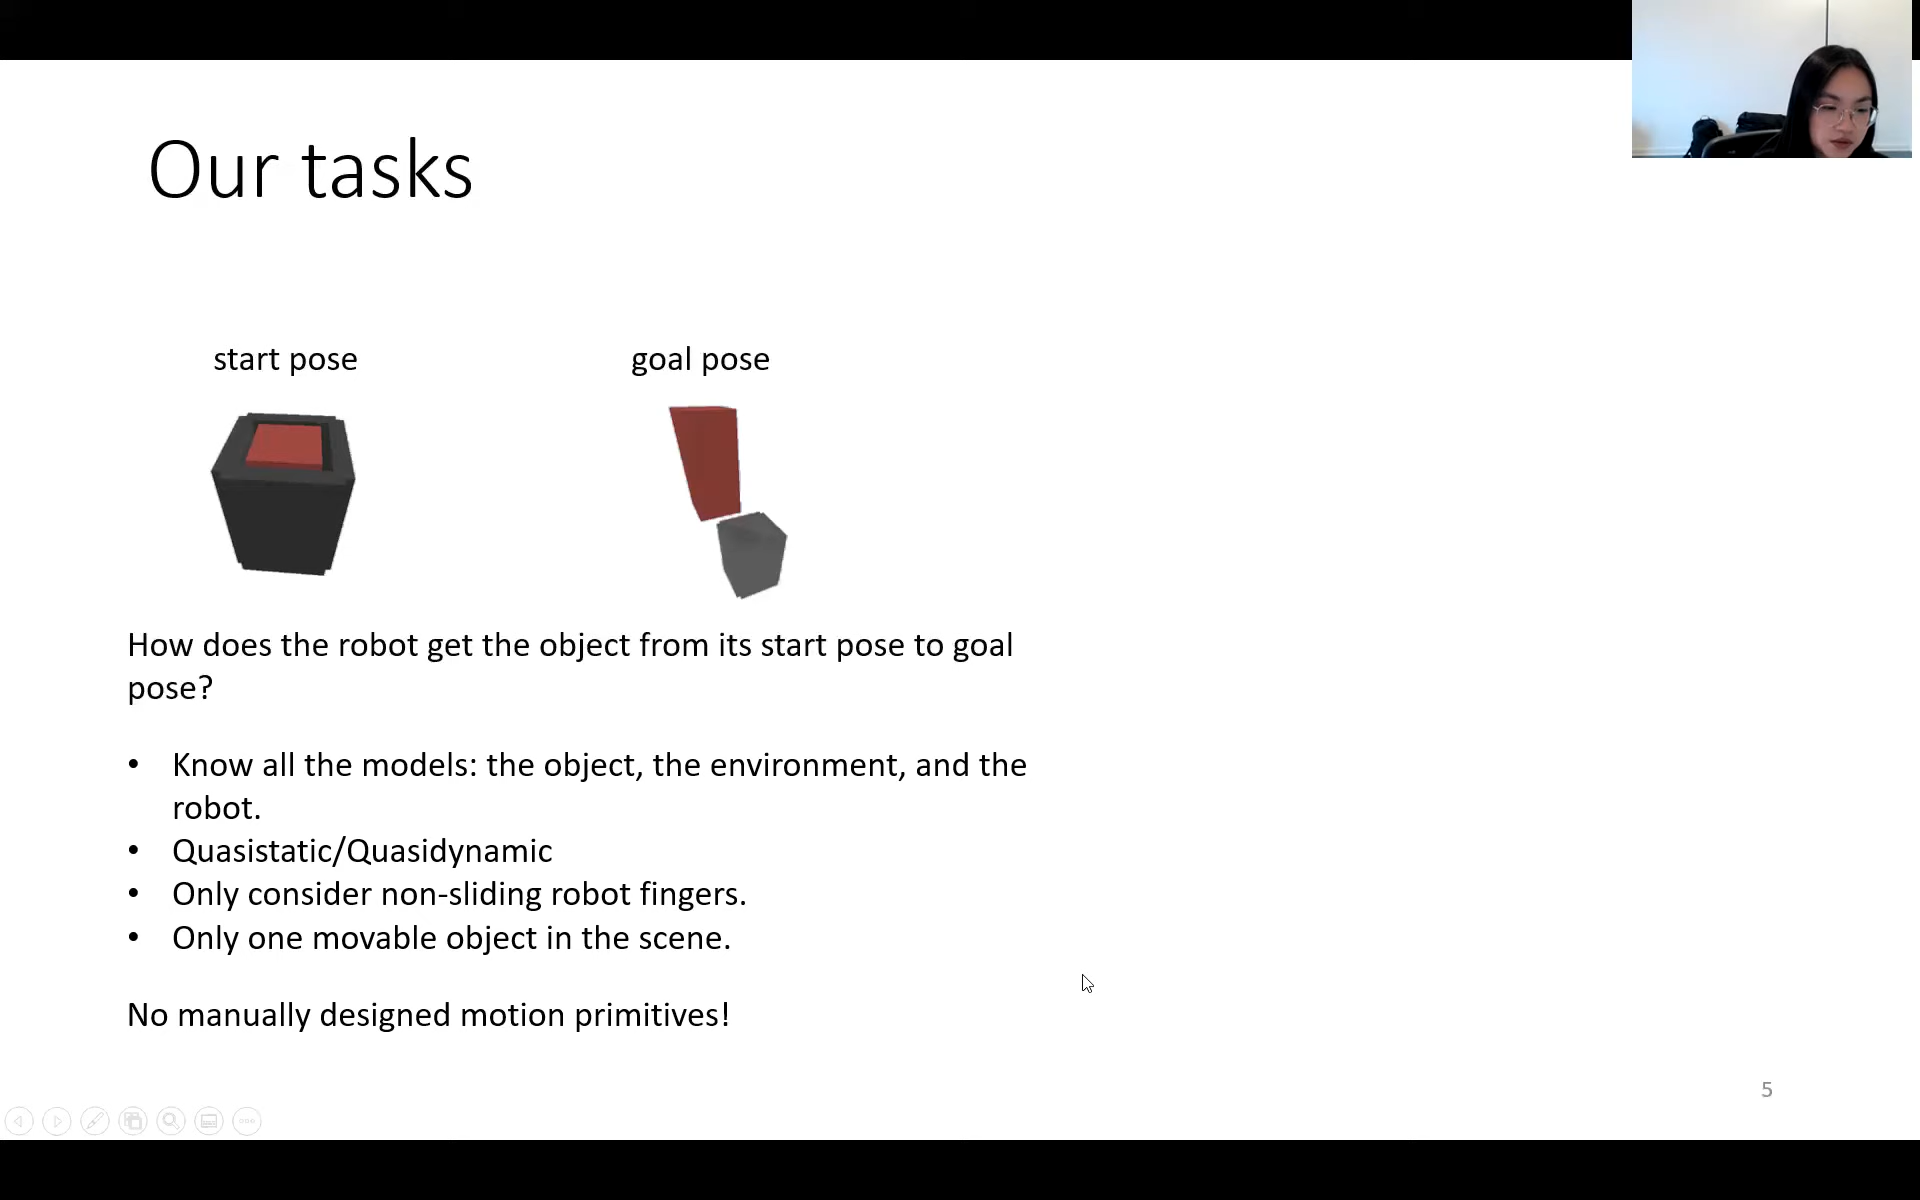 Our tasks
start pose
goal pose
How does the robot get the object from its start pose to goal
pose?
• Know all the models: the object, the environment, and the
robot.
• Quasistatic/Quasidynamic
• Only consider non-sliding robot fingers.
• Only one movable object in the scene.
No manually designed motion primitives!
5